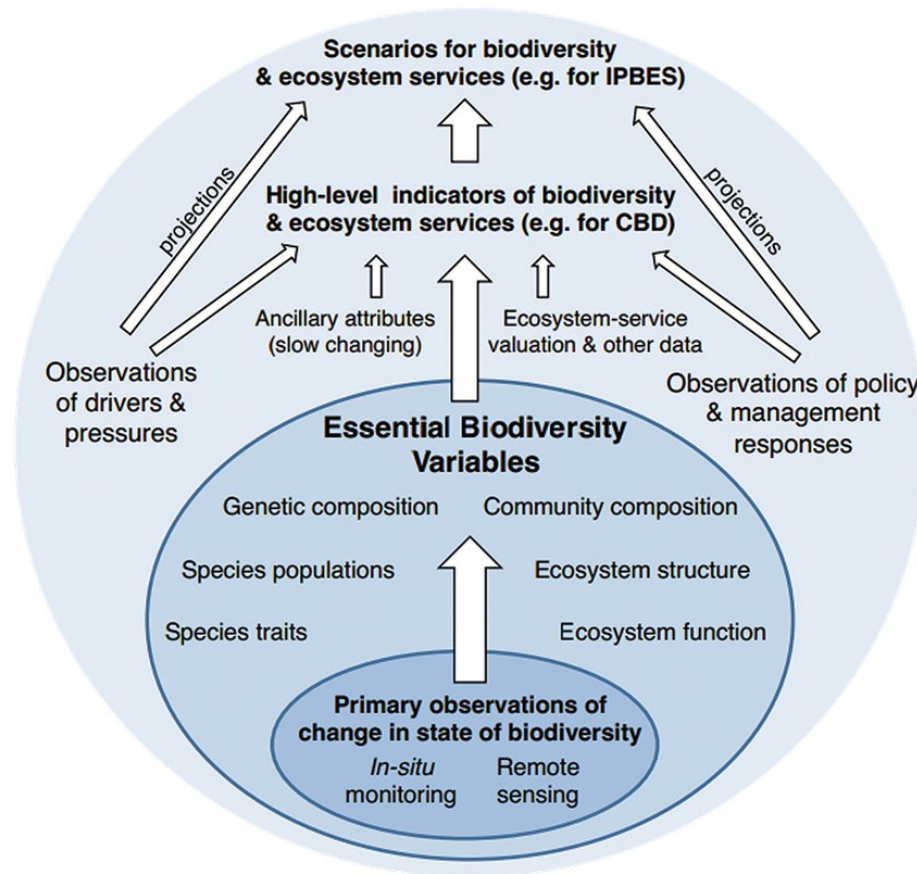 Scenarios for biodiversity
& ecosystem services (e.g. for IPBES)
projections
projections
High-level indicators of biodiversity
& ecosystem services (e.g. for CBD)
Ancillary attributes
(slow changing)
Ecosystem-service
valuation & other data
Observations
of drivers &
pressures
Observations of policy
& management
responses
Essential Biodiversity
Variables
Genetic composition
Community composition
Species populations
Ecosystem structure
Species traits
Ecosystem function
Primary observations of
change in state of biodiversity
In-situ
monitoring
Remote
sensing